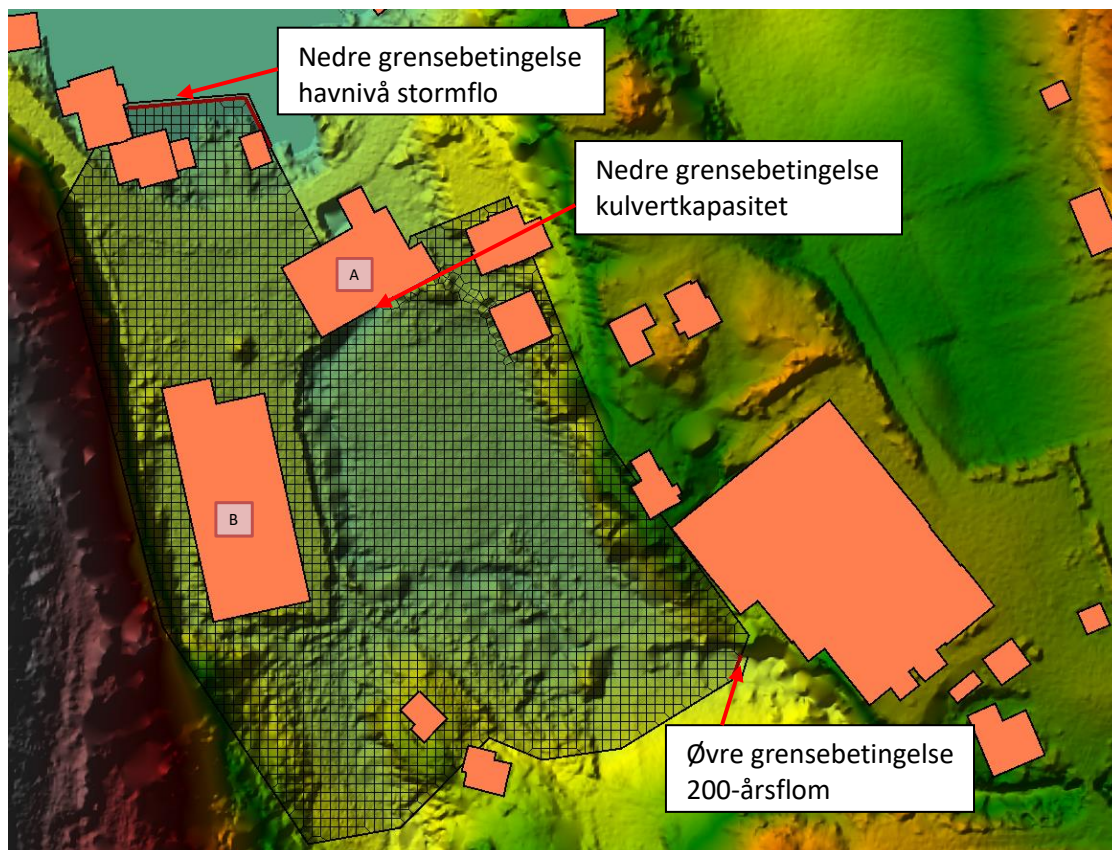 Nedre grensebetingelse
havnivå stormflo
Nedre grensebetingelse
kulvertkapasitet
A
B
Øvre grensebetingelse
200-årsflom